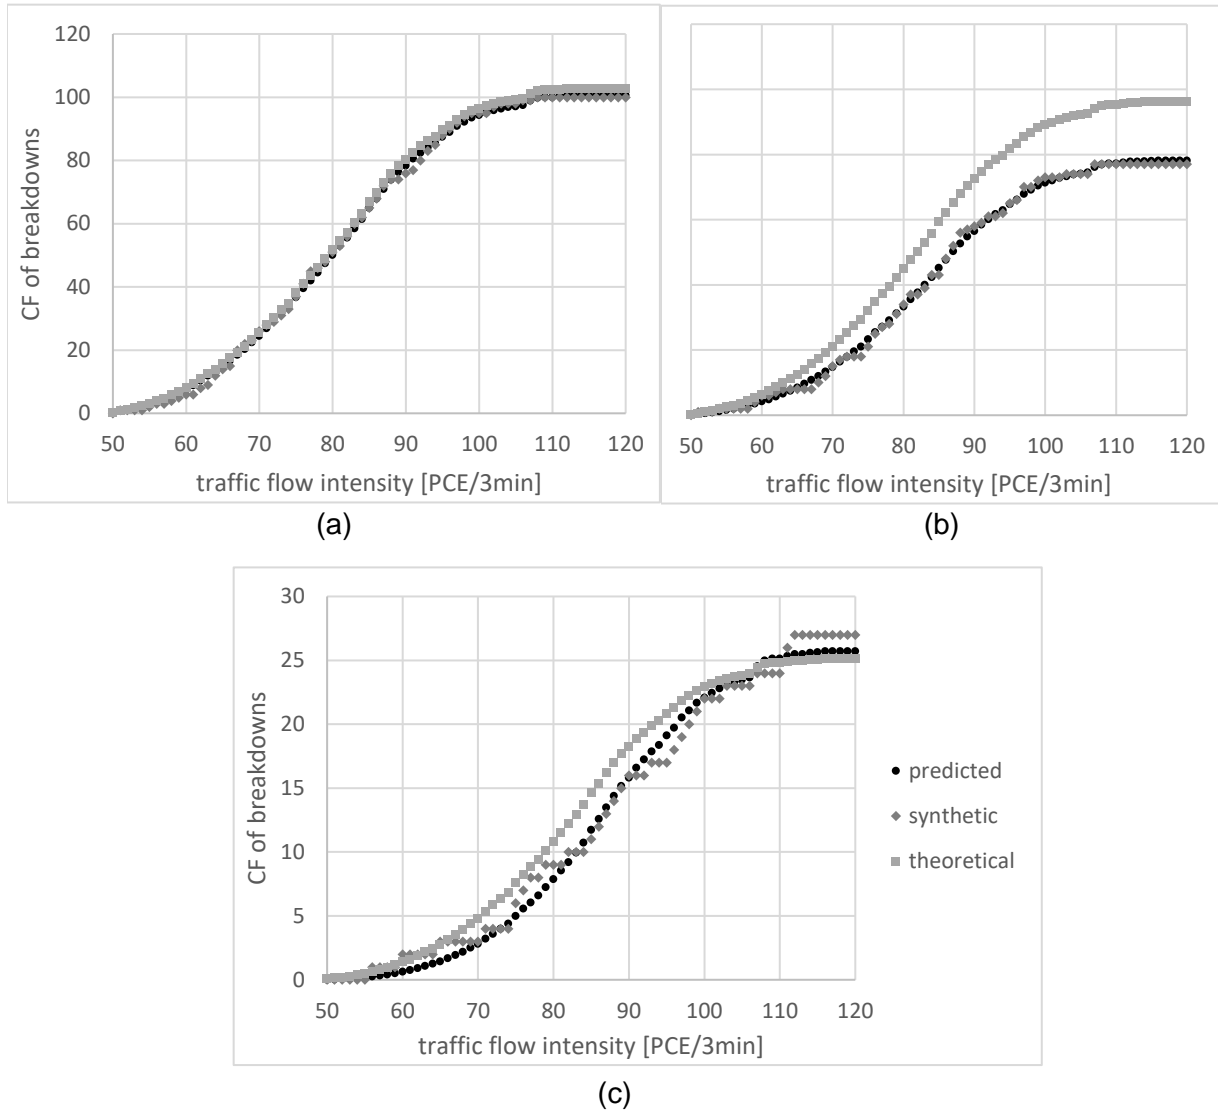 120
100
80
60
40
20
0
CF of breakdowns
50 60 70 80 90 100 110 120
traffic flow intensity [PCE/3min]
(a)
50 60 70 80 90 100 110 120
traffic flow intensity [PCE/3min]
(b)
30
25
20
15
10
5
0
CF of breakdowns
50 60 70 80 90 100 110 120
traffic flow intensity [PCE/3min]
predicted
synthetic
theoretical
(c)